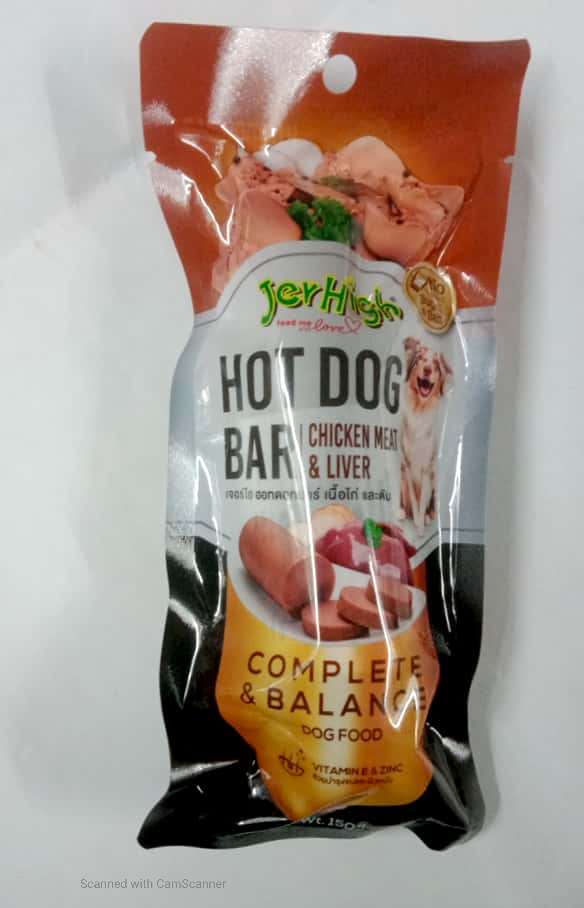 JerHigh
feed me with love
HOT DOG
BAR | CHICKEN MEAT
& LIVER
เจอร์ไฮ ฮอทดอกบาร์ เนื้อไก่ และตับ
COMPLETE
& BALANCE
DOG FOOD
VITAMIN E & ZINC
Wt. 150
Scanned with CamScanner